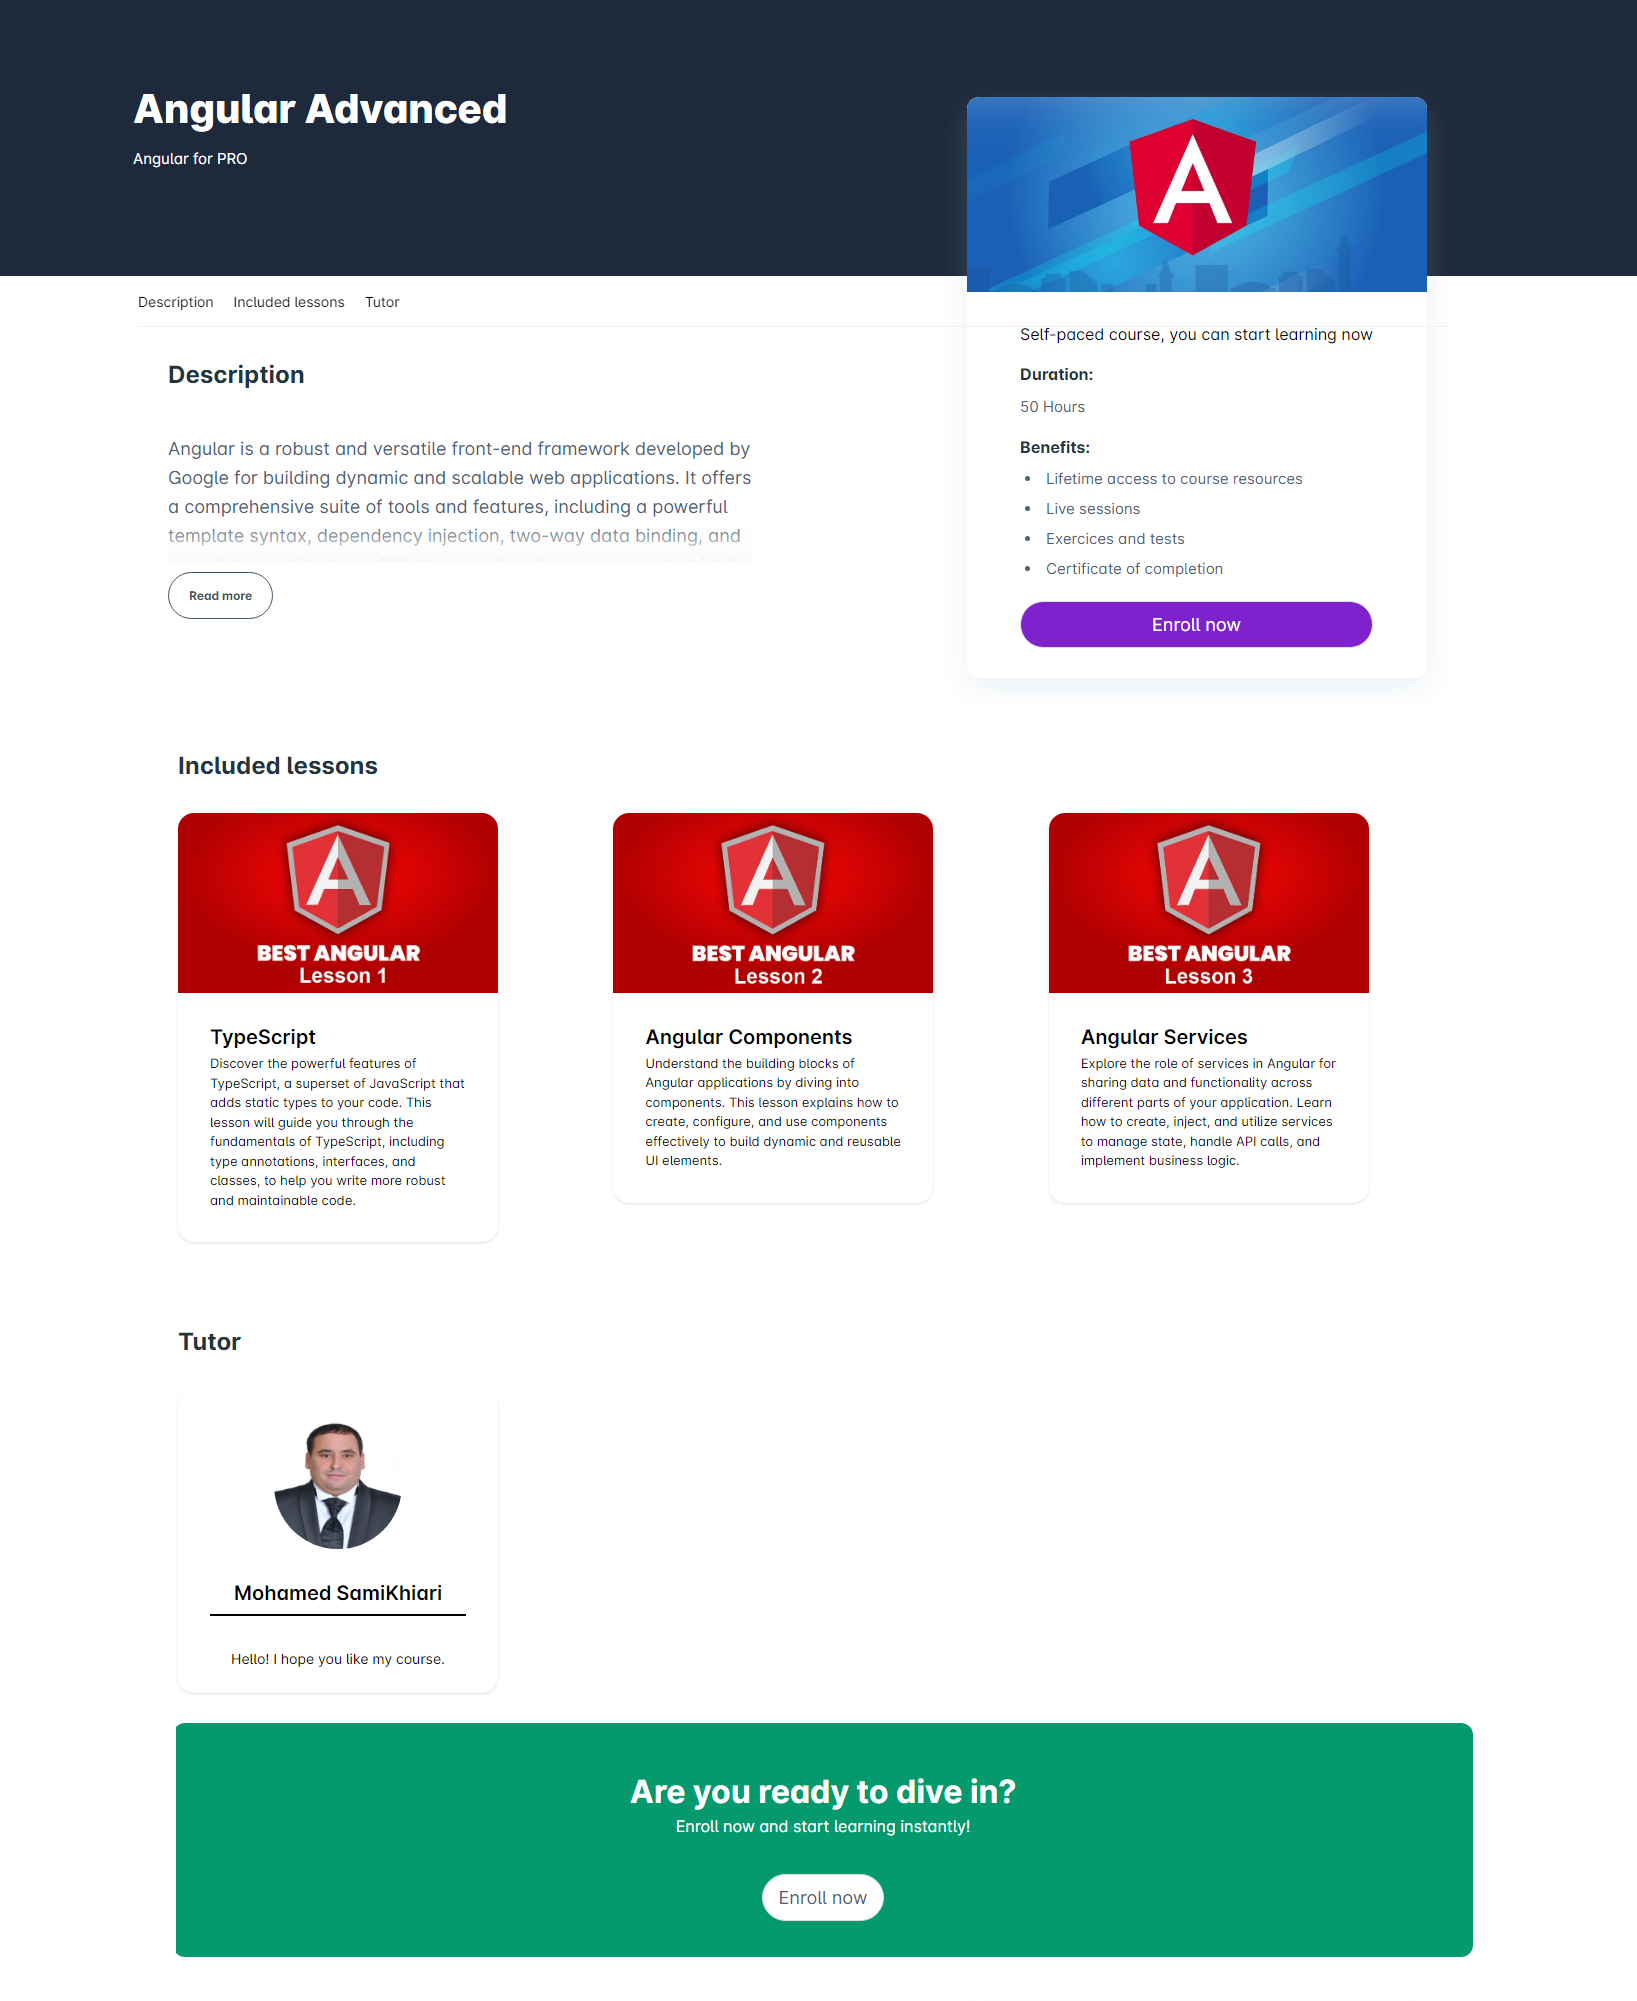 Angular Advanced
Angular for PRO
Description
Included lessons
Tutor
Self-paced course, you can start learning now
Duration:
50 Hours
Benefits:
Lifetime access to course resources
Live sessions
Exercices and tests
Certificate of completion
Enroll now
Description
Angular is a robust and versatile front-end framework developed by
Google for building dynamic and scalable web applications. It offers
a comprehensive suite of tools and features, including a powerful
template syntax, dependency injection, two-way data binding, and
Read more
Included lessons
BEST ANGULAR
Lesson 1
TypeScript
Discover the powerful features of
TypeScript, a superset of JavaScript that
adds static types to your code. This
lesson will guide you through the
fundamentals of TypeScript, including
type annotations, interfaces, and
classes, to help you write more robust
and maintainable code.
BEST ANGULAR
Lesson 2
Angular Components
Understand the building blocks of
Angular applications by diving into
components. This lesson explains how to
create, configure, and use components
effectively to build dynamic and reusable
UI elements.
BEST ANGULAR
Lesson 3
Angular Services
Explore the role of services in Angular for
sharing data and functionality across
different parts of your application. Learn
how to create, inject, and utilize services
to manage state, handle API calls, and
implement business logic.
Tutor
Mohamed SamiKhiari
Hello! I hope you like my course.
Are you ready to dive in?
Enroll now and start learning instantly!
Enroll now